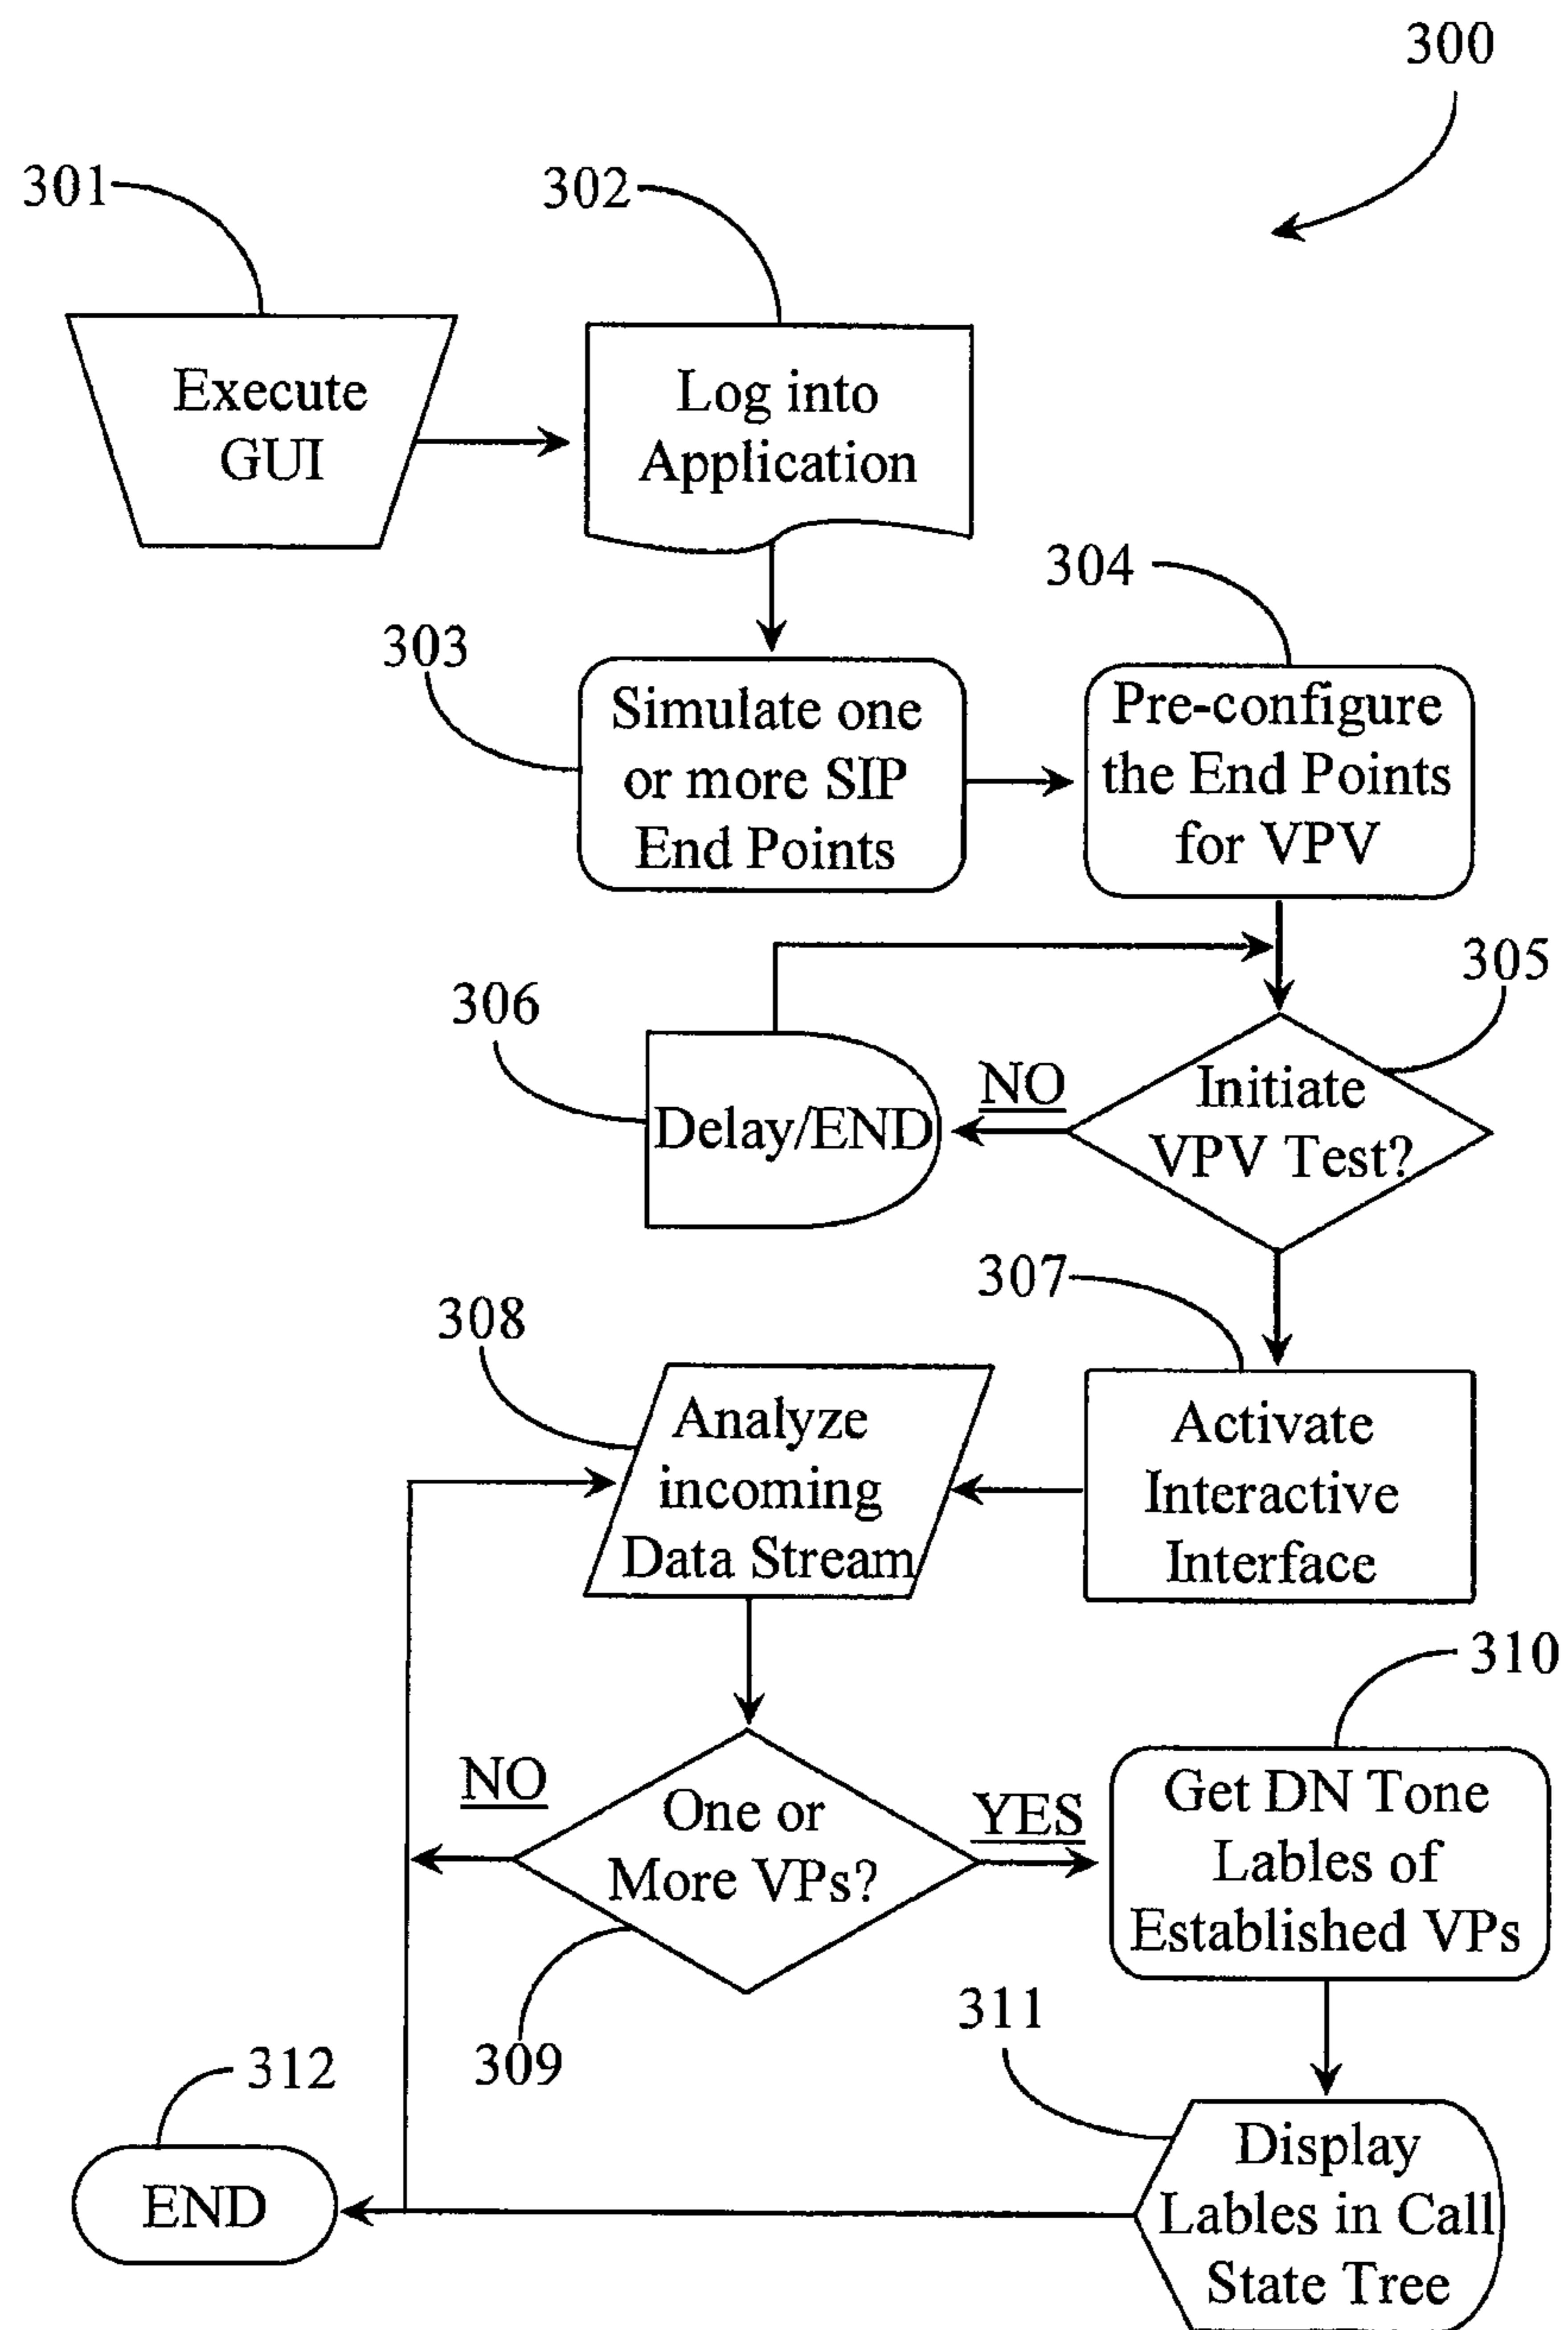 300
301
302
Execute
GUI
Log into
Application
303
304
Simulate one
or more SIP
End Points
Pre-configure
the End Points
for VPV
305
306
NO
Delay/END
Initiate
VPV Test?
307
308
Analyze
incoming
Data Stream
Activate
Interactive
Interface
310
NO
One or
More VPs?
YES
Get DN Tone
Lables of
Established VPs
309
311
312
END
Display
Lables in Call
State Tree